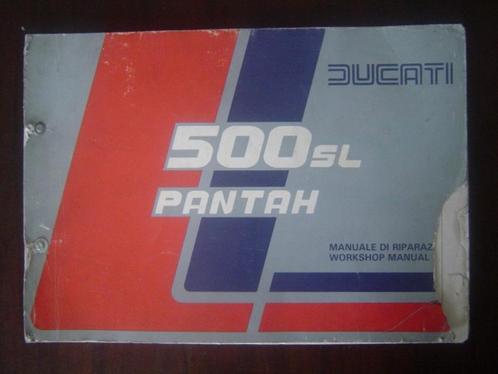 DUCATI
500SL
PANTAH
MANUALE DI RIPARAZ
WORKSHOP MANUAL